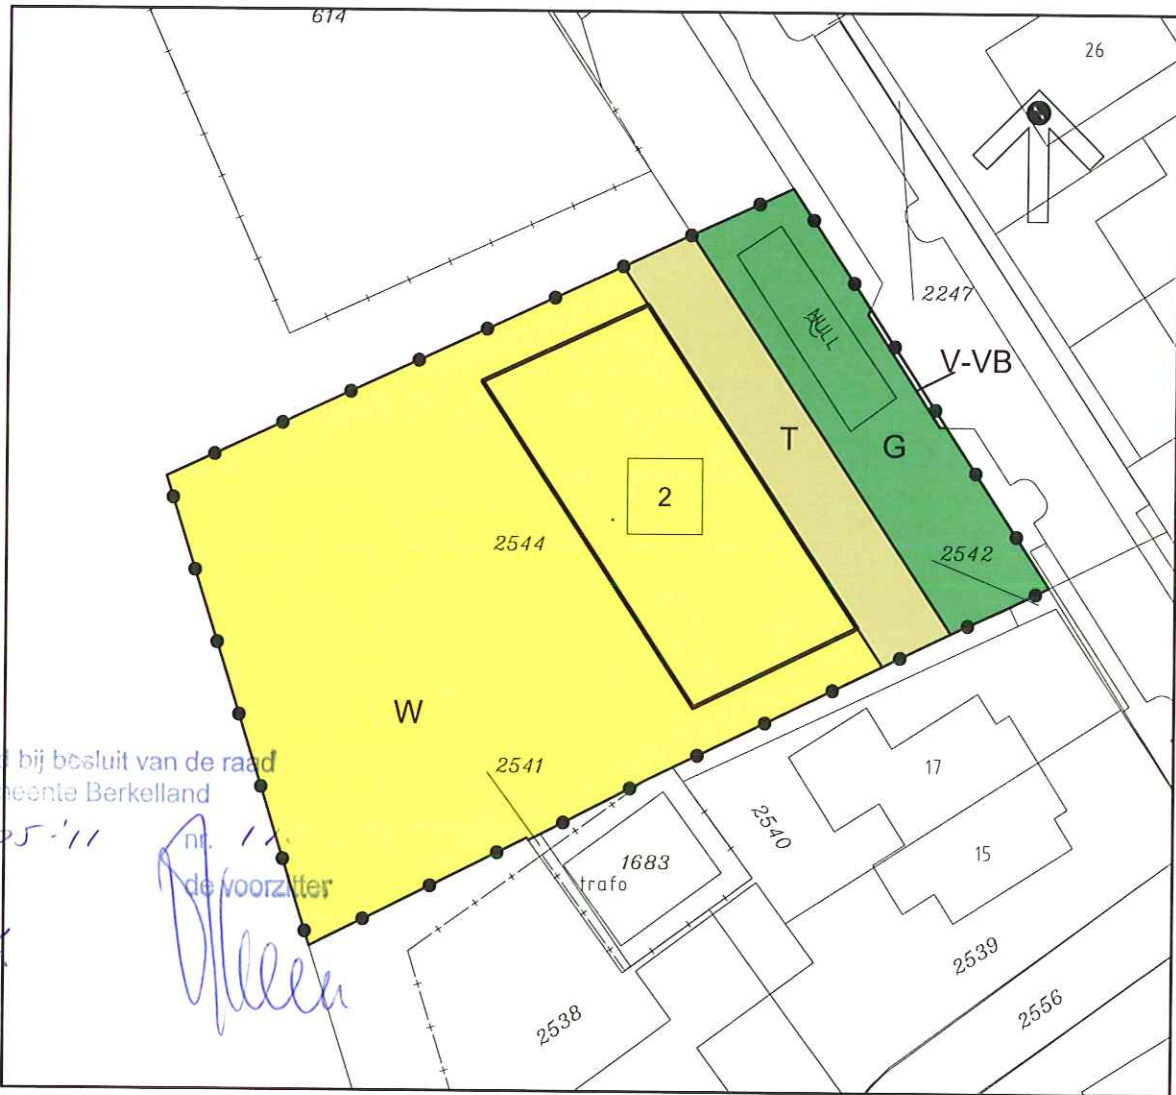 614
26
2247
V-VB
T
G
2
2544
2542
W
bij besluit van de raad
Berkelland
nr. 11
de voorzitter
2541
17
2540
15
1683
trafo
2539
2538
2556